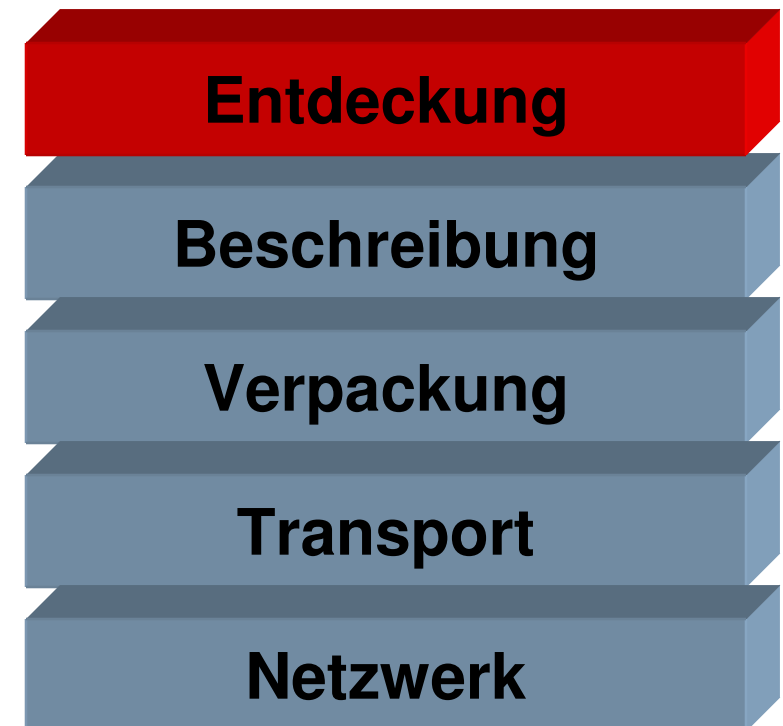 Entdeckung
Beschreibung
Verpackung
Transport
Netzwerk